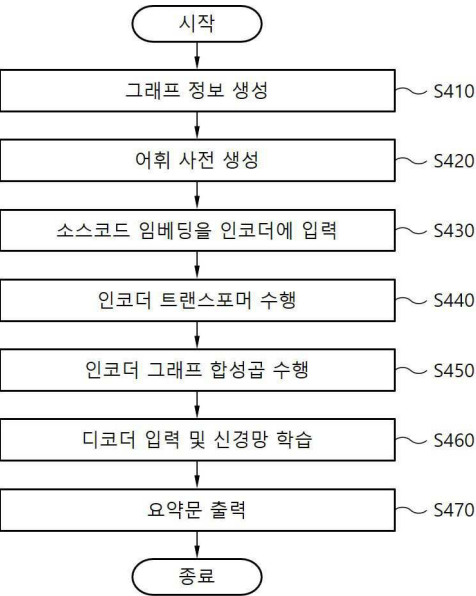 시작
그래프 정보 생성 S410
어휘 사전 생성 S420
소스코드 임베딩을 인코더에 입력 S430
인코더 트랜스포머 수행 S440
인코더 그래프 합성곱 수행 S450
디코더 입력 및 신경망 학습 S460
요약문 출력 S470
종료